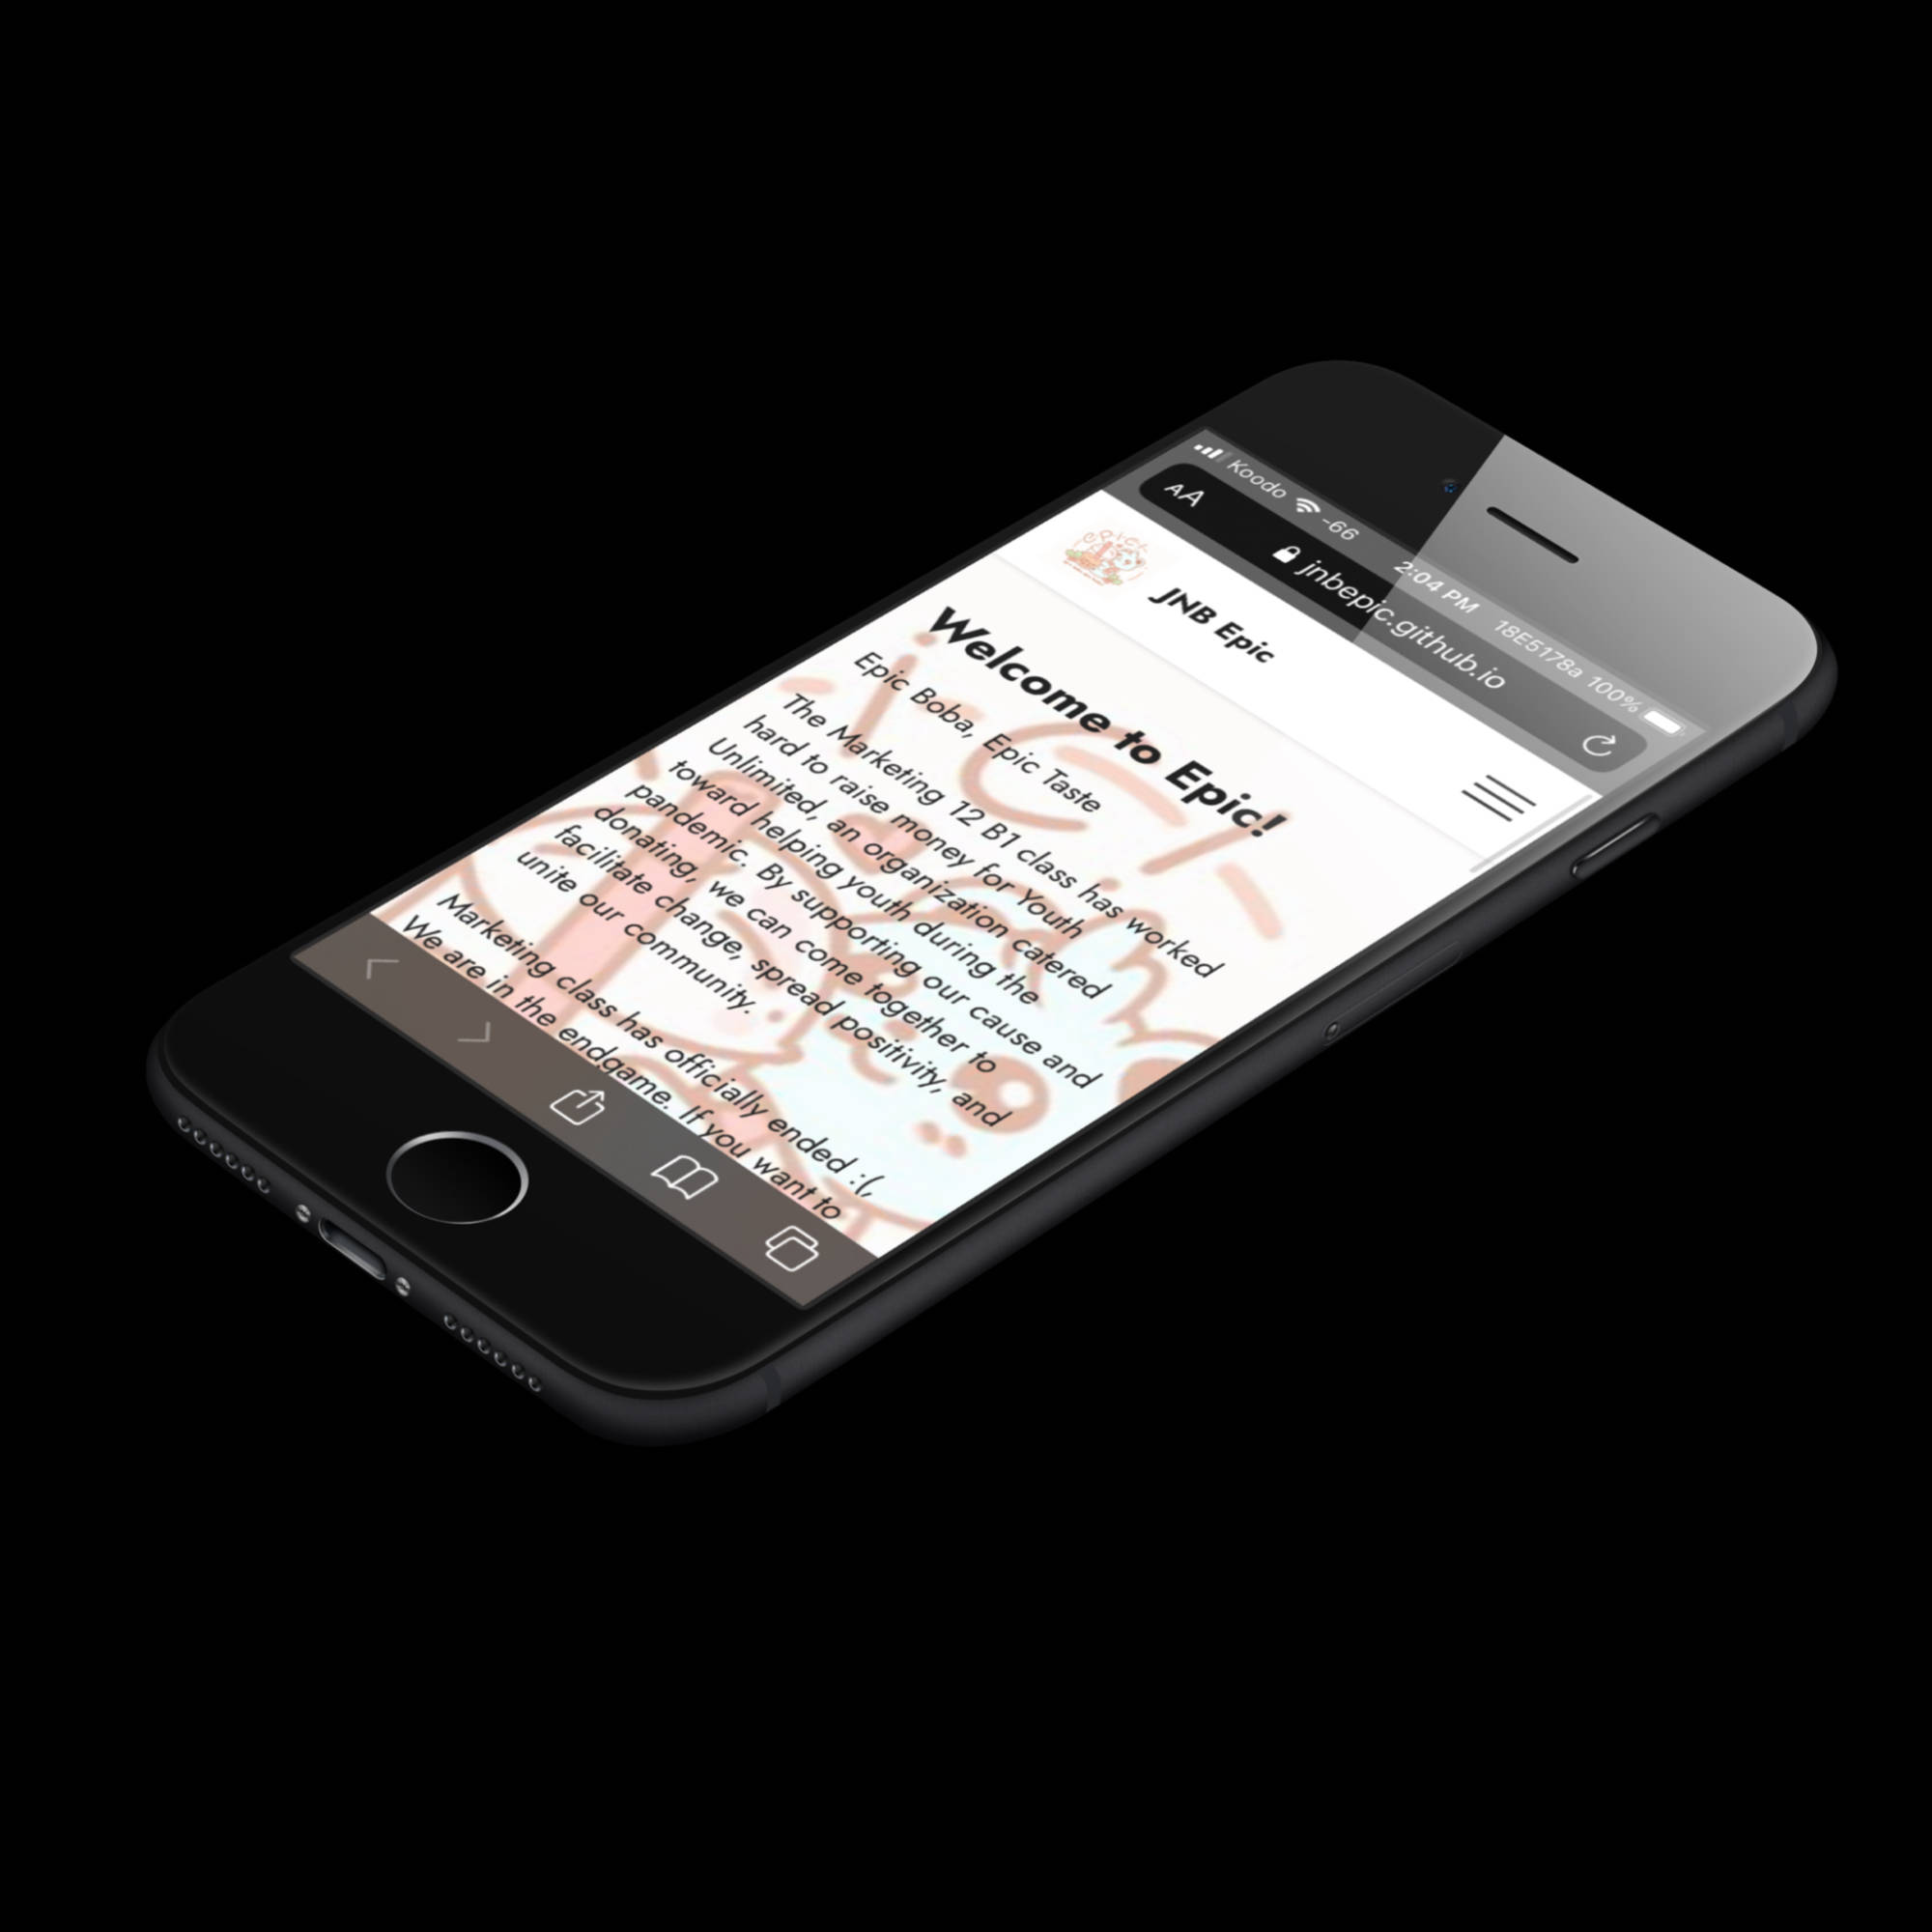 Koodo -66 2:04 PM 18E5178a 100%
AA jnbepic.github.io
EPIC!
JNB Epic
Welcome to Epic!
Epic Boba, Epic Taste
The Marketing 12 B1 class has worked
hard to raise money for Youth
Unlimited, an organization catered
toward helping youth during the
pandemic. By supporting our cause and
donating, we can come together to
facilitate change, spread positivity, and
unite our community.
Marketing class has officially ended :(,
We are in the endgame. If you want to